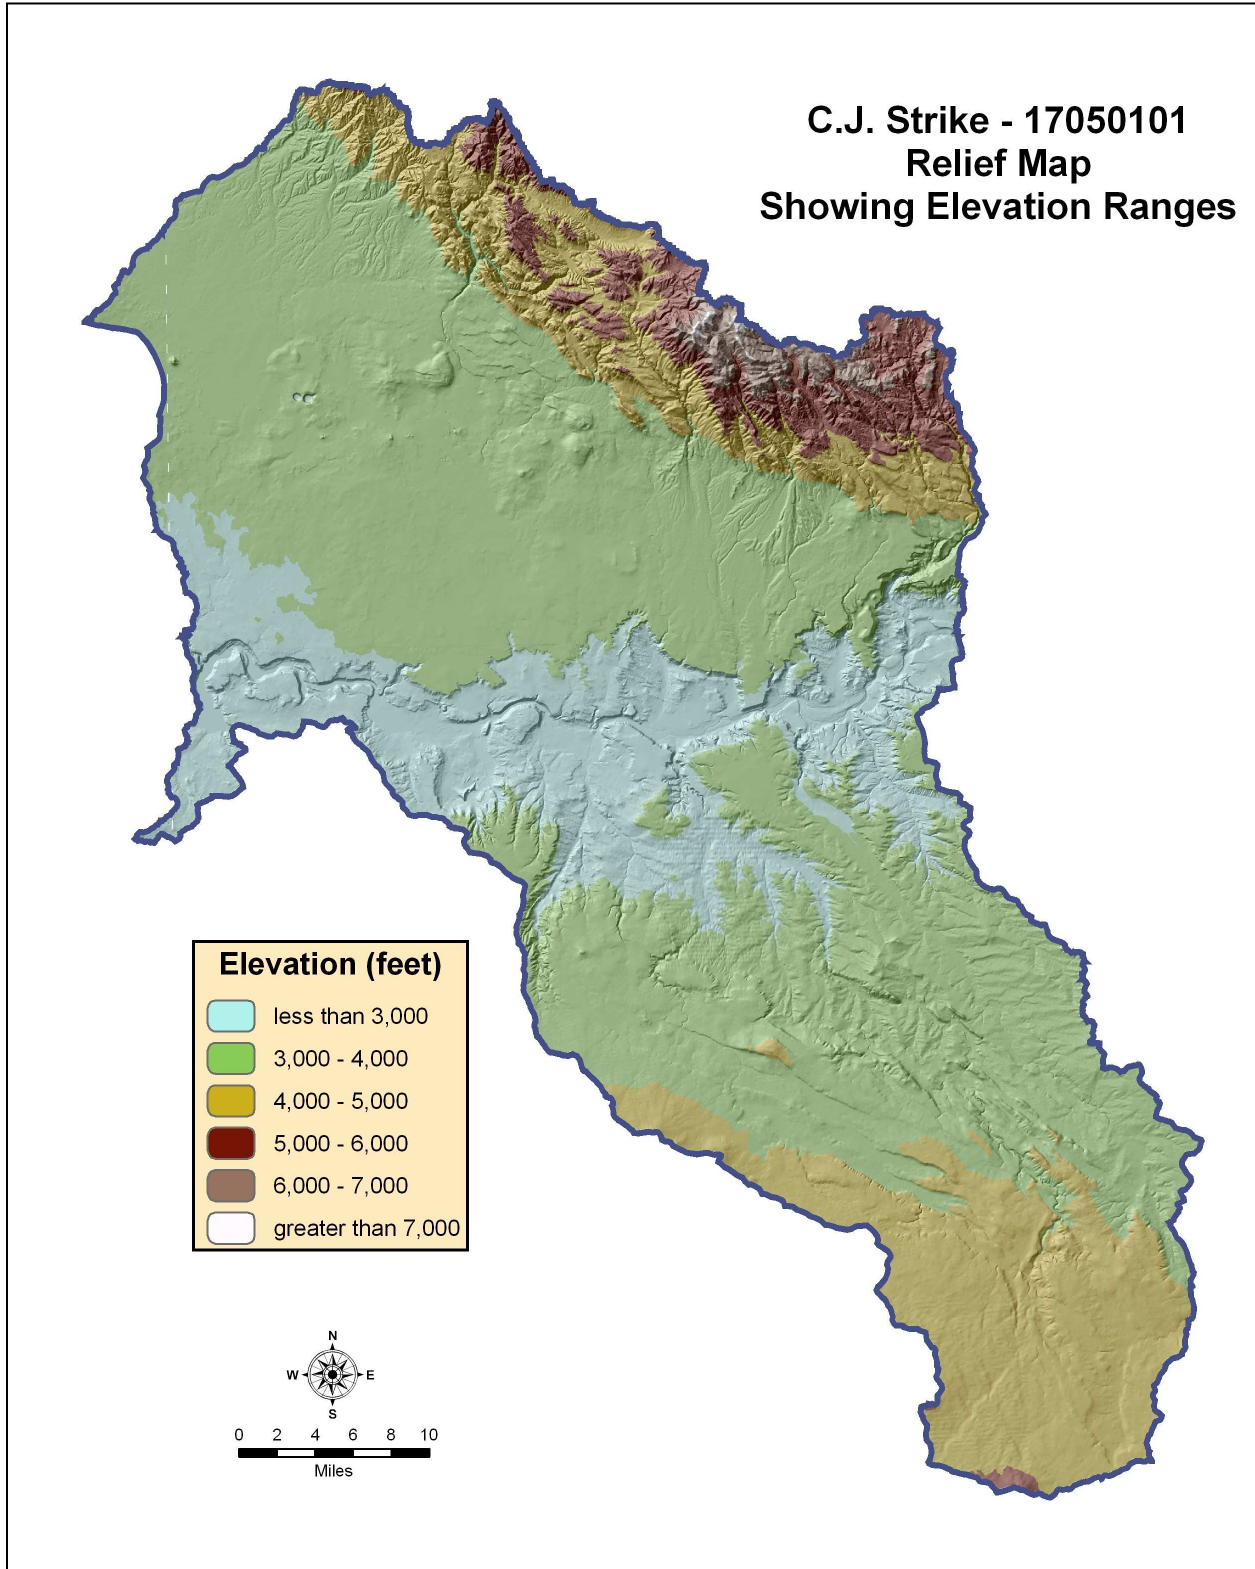 C.J. Strike - 17050101
Relief Map
Showing Elevation Ranges
Elevation (feet)
less than 3,000
3,000 - 4,000
4,000 - 5,000
5,000 - 6,000
6,000 - 7,000
greater than 7,000
N
W E
S
0 2 4 6 8 10
Miles